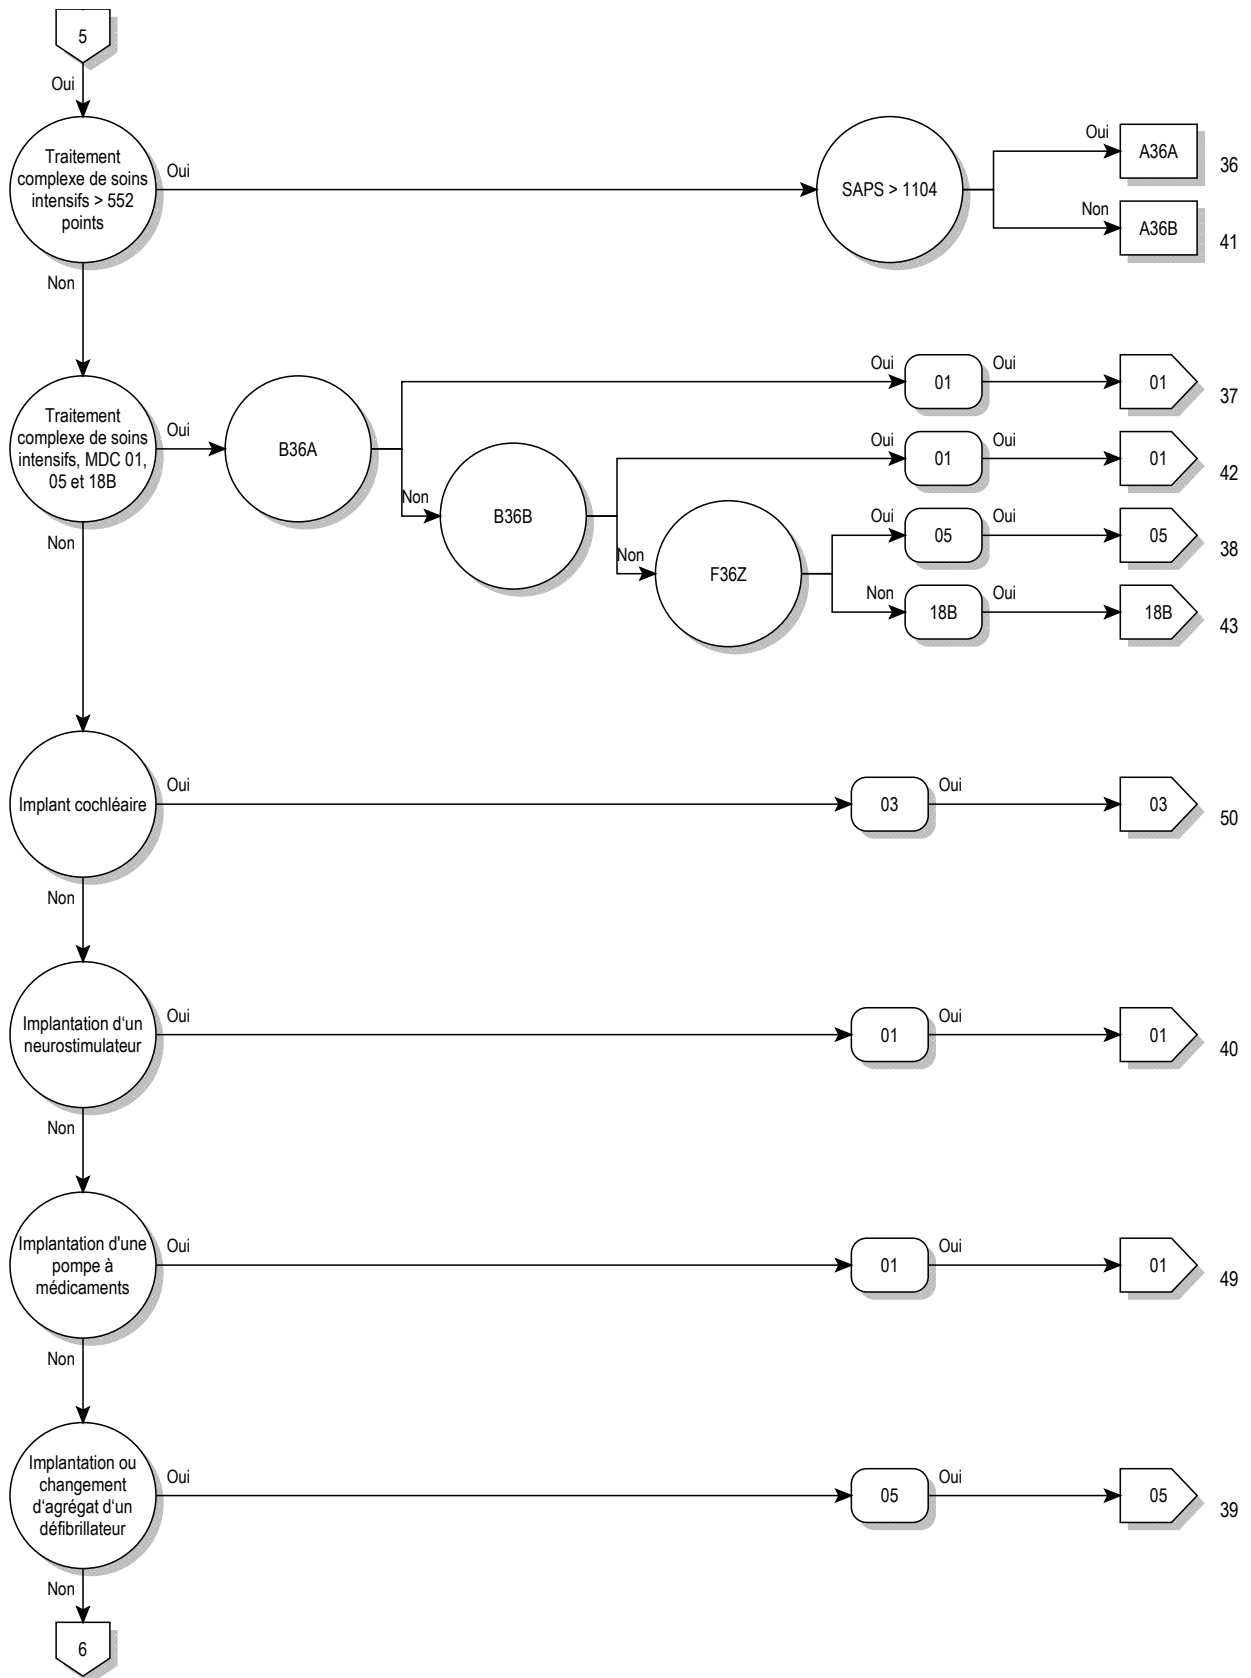 5
Oui
Traitement
complexe de soins
intensifs > 552
points
Oui
SAPS > 1104
Oui
A36A
36
Non
A36B
41
Non
Traitement
complexe de soins
intensifs, MDC 01,
05 et 18B
Oui
B36A
Oui
01
Oui
01
37
Non
B36B
Oui
01
Oui
01
42
Non
F36Z
Oui
05
Oui
05
38
Non
18B
Oui
18B
43
Non
Implant cochléaire
Oui
03
Oui
03
50
Non
Implantation d‘un
neurostimulateur
Oui
01
Oui
01
40
Non
Implantation d'une
pompe à
médicaments
Oui
01
Oui
01
49
Non
Implantation ou
changement
d‘agrégat d‘un
défibrillateur
Oui
05
Oui
05
39
Non
6